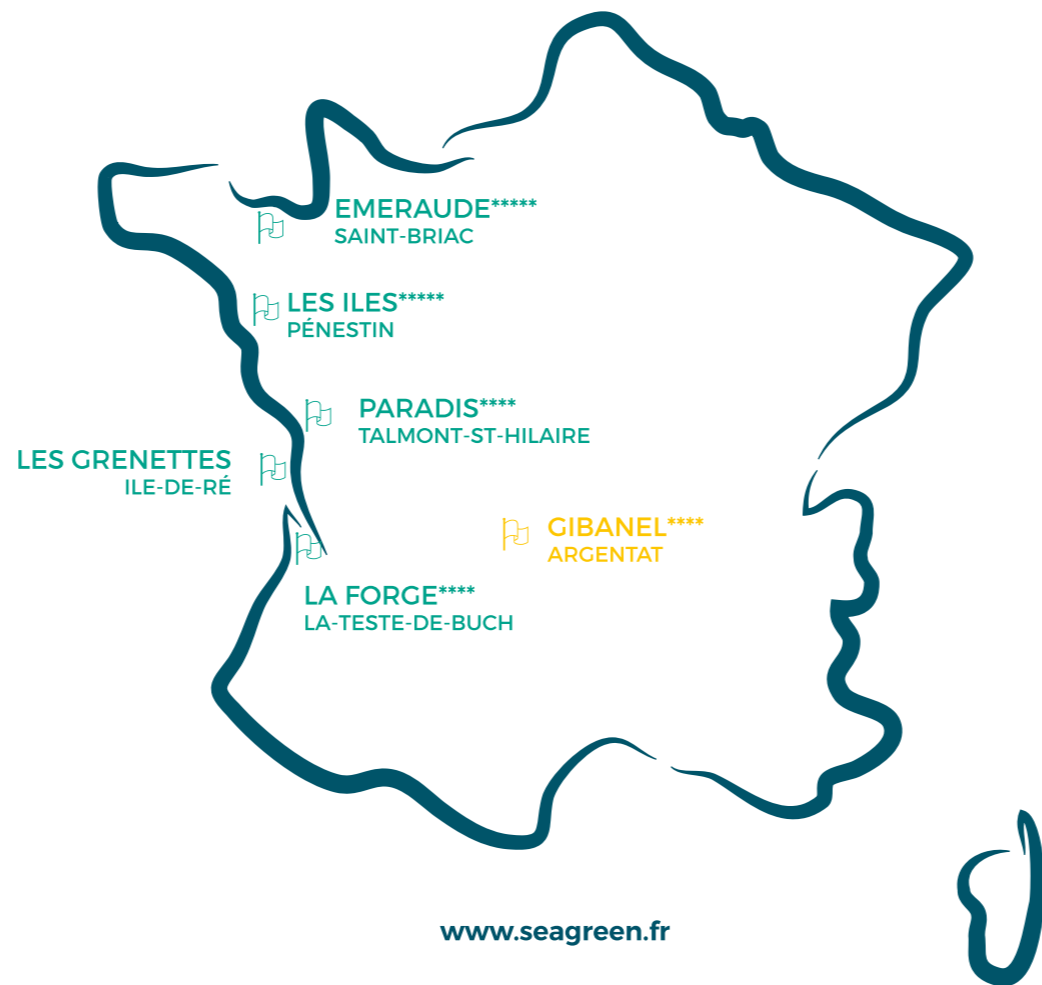 EMERAUDE*****
SAINT-BRIAC
LES ILES*****
PÉNESTIN
PARADIS****
TALMONT-ST-HILAIRE
LES GRENETTES
ILE-DE-RÉ
GIBANEL****
ARGENTAT
LA FORGE****
LA-TESTE-DE-BUCH
www.seagreen.fr